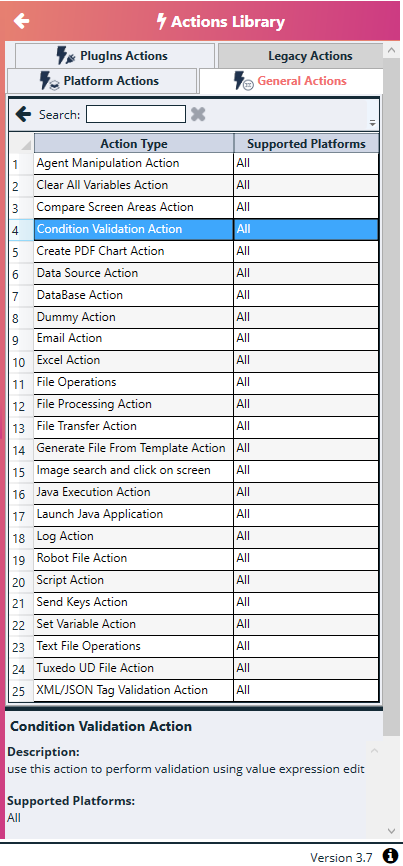 Actions Library
PlugIns Actions Legacy Actions
Platform Actions General Actions
Search:
Action Type Supported Platforms
1 Agent Manipulation Action All
2 Clear All Variables Action All
3 Compare Screen Areas Action All
4 Condition Validation Action All
5 Create PDF Chart Action All
6 Data Source Action All
7 DataBase Action All
8 Dummy Action All
9 Email Action All
10 Excel Action All
11 File Operations All
12 File Processing Action All
13 File Transfer Action All
14 Generate File From Template Action All
15 Image search and click on screen All
16 Java Execution Action All
17 Launch Java Application All
18 Log Action All
19 Robot File Action All
20 Script Action All
21 Send Keys Action All
22 Set Variable Action All
23 Text File Operations All
24 Tuxedo UD File Action All
25 XML/JSON Tag Validation Action All
Condition Validation Action
Description:
use this action to perform validation using value expression edit
Supported Platforms:
All
Version 3.7